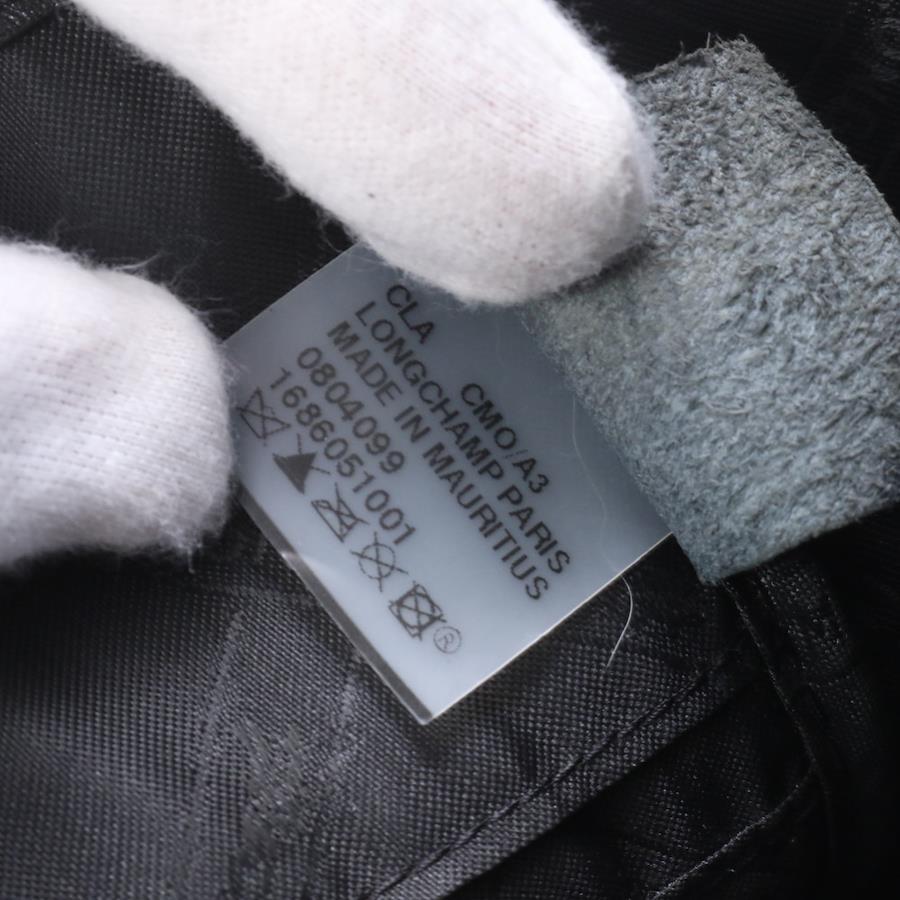 CLA CMO/A3
LONGCHAMP PARIS
MADE IN MAURITIUS
0804099
1686051001
®